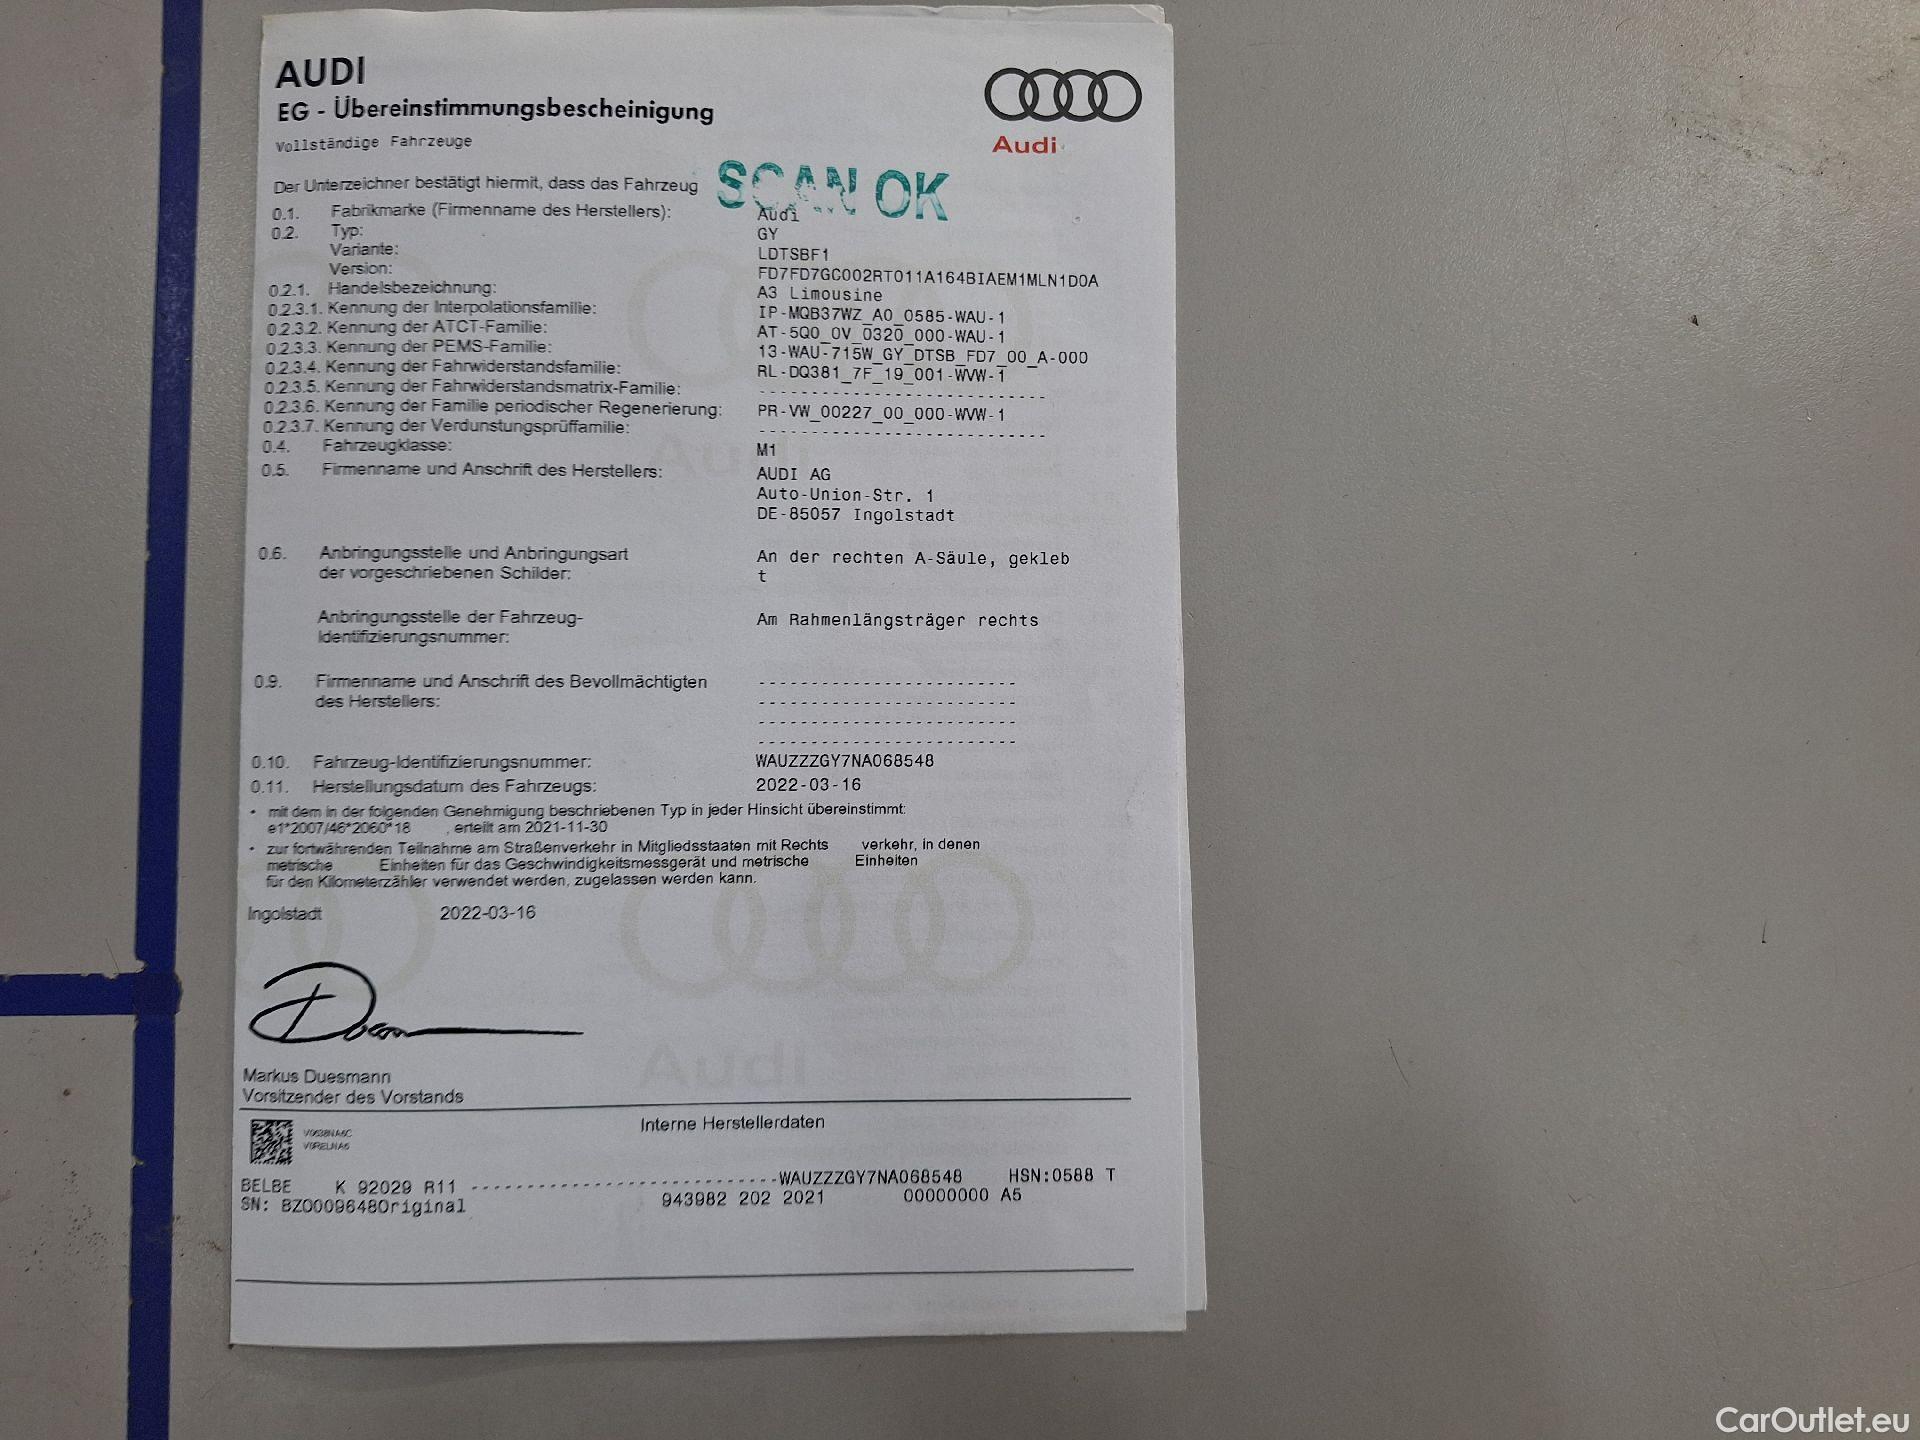 AUDI
EG - Übereinstimmungsbescheinigung
Audi
Vollständige Fahrzeuge
SCAN OK
Der Unterzeichner bestätigt hiermit, dass das Fahrzeug
0.1. Fabrikmarke (Firmenname des Herstellers): Audi
0.2. Typ: GY
Variante: LDTSBF1
Version: FD7FD7GC002RT011A164BIAEM1MLN1D0A
0.2.1. Handelsbezeichnung: A3 Limousine
0.2.3.1. Kennung der Interpolationsfamilie: IP-MQB37WZ_A0_0585-WAU-1
0.2.3.2. Kennung der ATCT-Familie: AT-5Q0_0V_0320_000-WAU-1
0.2.3.3. Kennung der PEMS-Familie: 13-WAU-715W_GY_DTSB_FD7_00_A-000
0.2.3.4. Kennung der Fahrwiderstandsfamilie: RL-DQ381_7F_19_001-WVW-1
0.2.3.5. Kennung der Fahrwiderstandsmatrix-Familie: ---------------------------
0.2.3.6. Kennung der Familie periodischer Regenerierung: PR-VW_00227_00_000-WVW-1
0.2.3.7. Kennung der Verdunstungsprüffamilie: ---------------------------
0.4. Fahrzeugklasse: M1
0.5. Firmenname und Anschrift des Herstellers: AUDI AG
Auto-Union-Str. 1
DE-85057 Ingolstadt
0.6. Anbringungsstelle und Anbringungsart An der rechten A-Säule, gekleb
der vorgeschriebenen Schilder: t
Anbringungsstelle der Fahrzeug- Am Rahmenlängsträger rechts
Identifizierungsnummer:
0.9. Firmenname und Anschrift des Bevollmächtigten ------------------------
des Herstellers: ------------------------
------------------------
------------------------
0.10. Fahrzeug-Identifizierungsnummer: WAUZZZGY7NA068548
0.11. Herstellungsdatum des Fahrzeugs: 2022-03-16
• mit dem in der folgenden Genehmigung beschriebenen Typ in jeder Hinsicht übereinstimmt:
e1*2007/46*2060*18 , erteilt am 2021-11-30
• zur fortwährenden Teilnahme am Straßenverkehr in Mitgliedsstaaten mit Rechts verkehr, in denen
metrische Einheiten für das Geschwindigkeitsmessgerät und metrische Einheiten
für den Kilometerzähler verwendet werden, zugelassen werden kann.
Ingolstadt 2022-03-16
Markus Duesmann
Vorsitzender des Vorstands
Interne Herstellerdaten
BELBE K 92029 R11 -----------------------------WAUZZZGY7NA068548 HSN:0588 T
SN: BZ0009648Original 943982 202 2021 00000000 A5
CarOutlet.eu